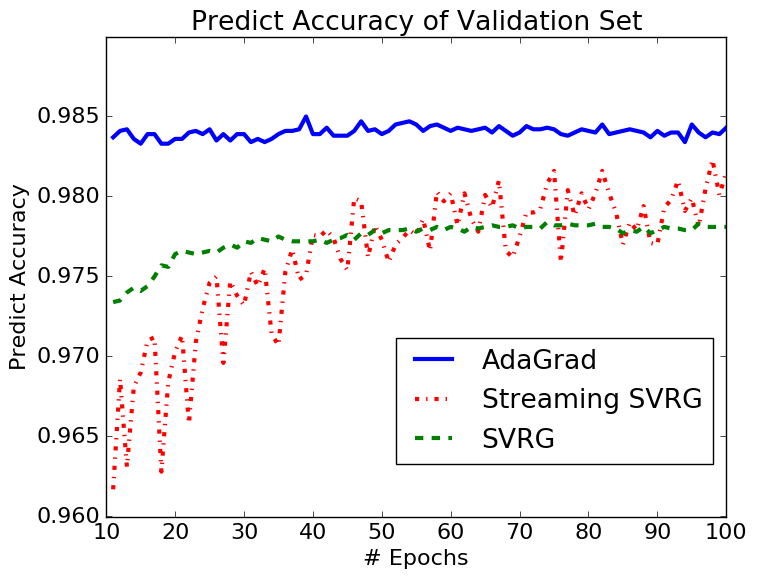 Predict Accuracy of Validation Set
Predict Accuracy
0.985
0.980
0.975
0.970
0.965
0.960
AdaGrad
Streaming SVRG
SVRG
10 20 30 40 50 60 70 80 90 100
# Epochs